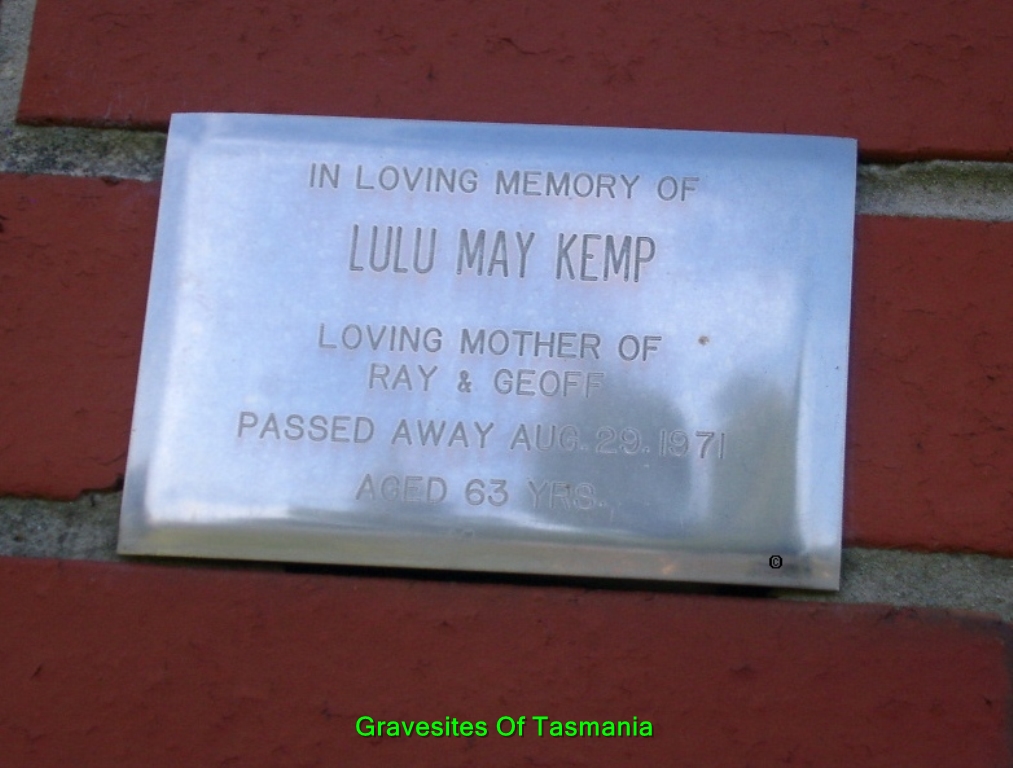 IN LOVING MEMORY OF
LULU MAY KEMP
LOVING MOTHER OF
RAY & GEOFF
PASSED AWAY AUG. 29. 1971
AGED 63 YRS.
©
Gravesites Of Tasmania